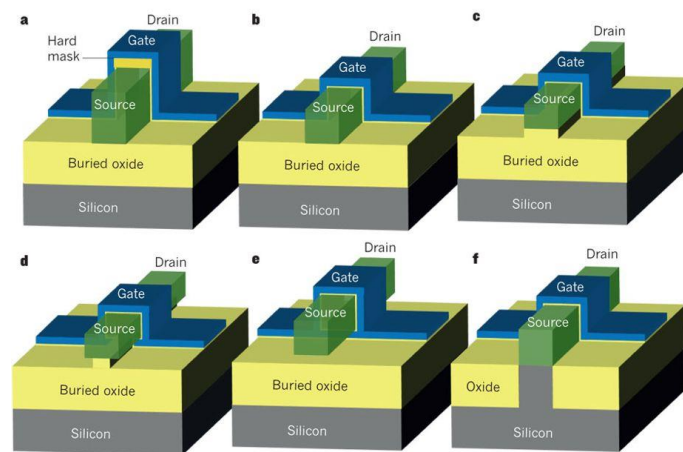 a
Drain
Hard
mask
Gate
Source
Buried oxide
Silicon
b
Drain
Gate
Source
Buried oxide
Silicon
c
Drain
Gate
Source
Buried oxide
Silicon
d
Drain
Gate
Source
Buried oxide
Silicon
e
Drain
Gate
Source
Buried oxide
Silicon
f
Drain
Gate
Source
Oxide
Silicon